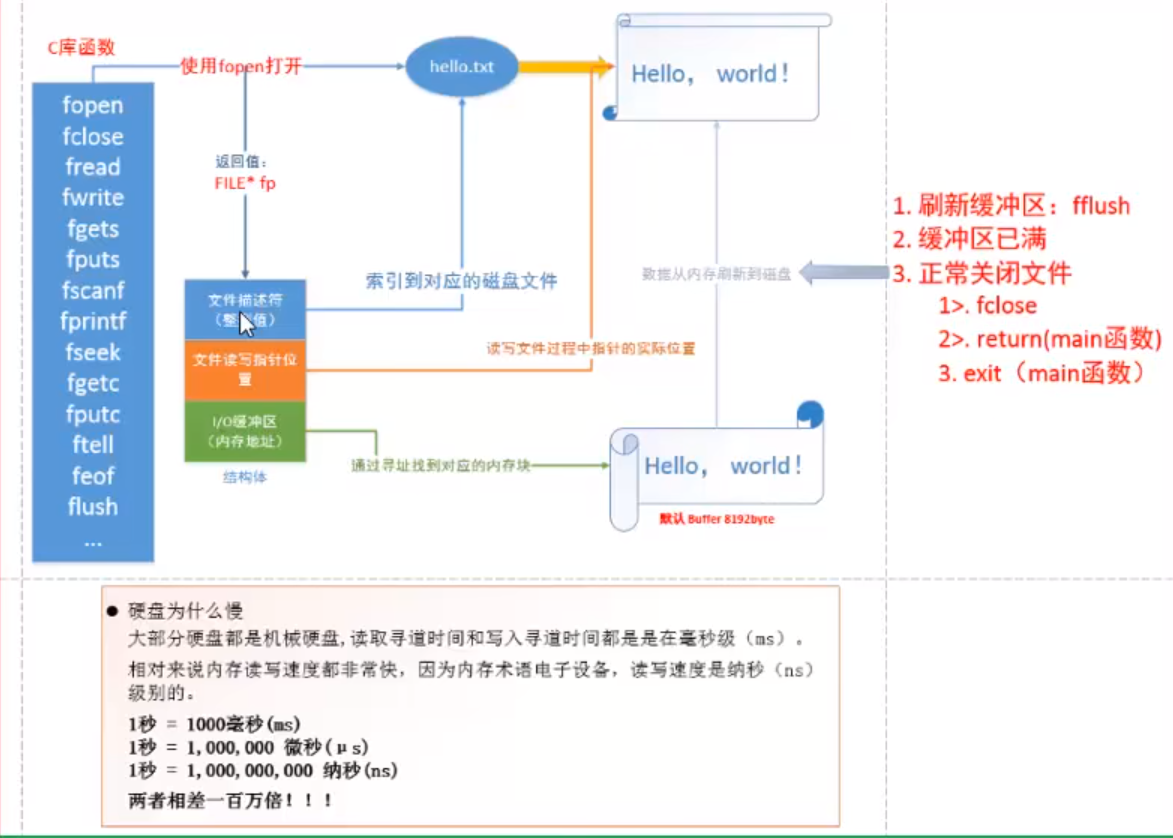 C库函数
fopen
fclose
fread
fwrite
fgets
fputs
fscanf
fprintf
fseek
fgetc
fputc
ftell
feof
flush
...
使用fopen打开
返回值：
FILE* fp
hello.txt
Hello， world！
索引到对应的磁盘文件
文件描述符
（整型值）
文件读写指针位
置
I/O缓冲区
（内存地址）
结构体
读写文件过程中指针的实际位置
通过寻址找到对应的内存块
数据从内存刷新到磁盘
Hello， world！
默认 Buffer 8192byte
1. 刷新缓冲区：fflush
2. 缓冲区已满
3. 正常关闭文件
1>. fclose
2>. return(main函数)
3. exit（main函数）
● 硬盘为什么慢
大部分硬盘都是机械硬盘,读取寻道时间和写入寻道时间都是是在毫秒级（ms）。
相对来说内存读写速度都非常快，因为内存术语电子设备，读写速度是纳秒（ns）
级别的。
1秒 = 1000毫秒(ms)
1秒 = 1,000,000 微秒(μs)
1秒 = 1,000,000,000 纳秒(ns)
两者相差一百万倍！！！